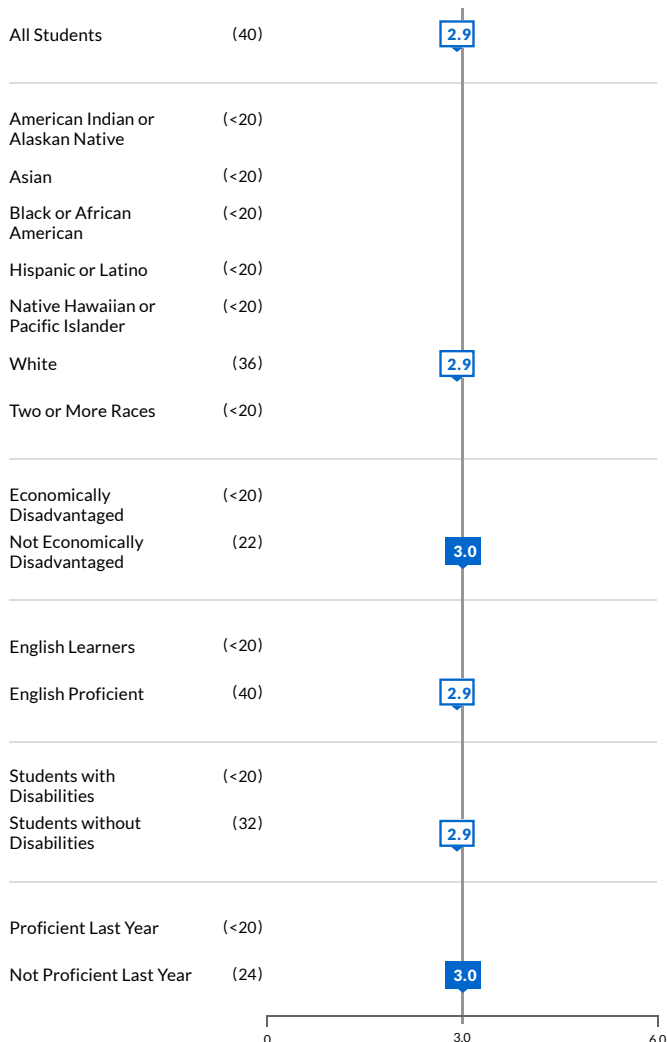 All Students (40) 2.9
American Indian or
Alaskan Native (<20)
Asian (<20)
Black or African
American (<20)
Hispanic or Latino (<20)
Native Hawaiian or
Pacific Islander (<20)
White (36) 2.9
Two or More Races (<20)
Economically
Disadvantaged (<20)
Not Economically
Disadvantaged (22) 3.0
English Learners (<20)
English Proficient (40) 2.9
Students with
Disabilities (<20)
Students without
Disabilities (32) 2.9
Proficient Last Year (<20)
Not Proficient Last Year (24) 3.0
0 3.0 6.0